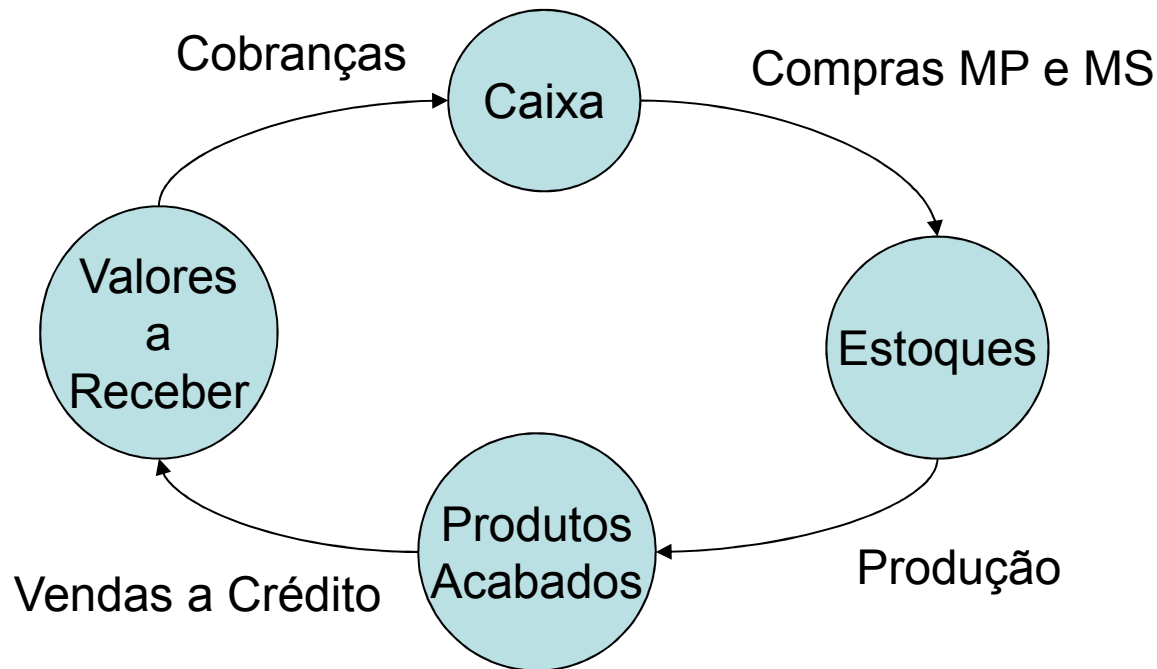 Cobranças
Caixa
Compras MP e MS
Valores
a
Receber
Estoques
Produtos
Acabados
Produção
Vendas a Crédito